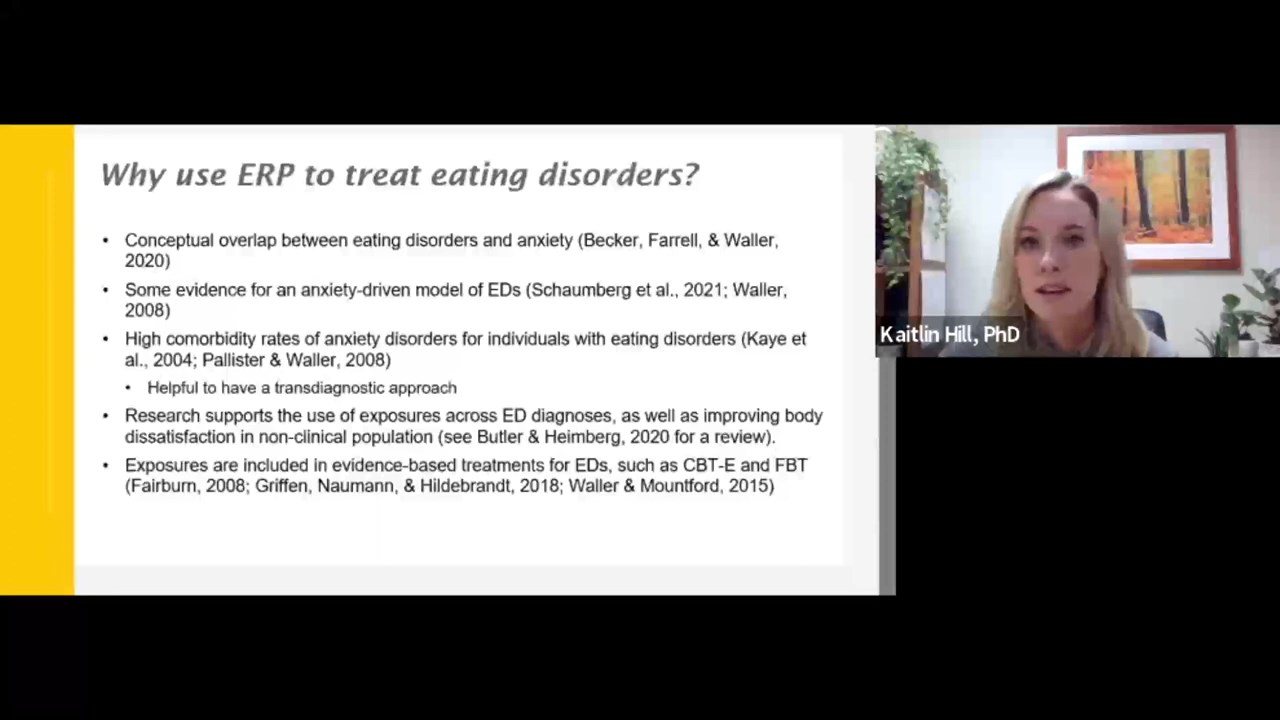 Why use ERP to treat eating disorders?
• Conceptual overlap between eating disorders and anxiety (Becker, Farrell, & Waller,
2020)
• Some evidence for an anxiety-driven model of EDs (Schaumberg et al., 2021; Waller,
2008)
• High comorbidity rates of anxiety disorders for individuals with eating disorders (Kaye et
al., 2004; Pallister & Waller, 2008)
• Helpful to have a transdiagnostic approach
• Research supports the use of exposures across ED diagnoses, as well as improving body
dissatisfaction in non-clinical population (see Butler & Heimberg, 2020 for a review).
• Exposures are included in evidence-based treatments for EDs, such as CBT-E and FBT
(Fairburn, 2008; Griffen, Naumann, & Hildebrandt, 2018; Waller & Mountford, 2015)
Kaitlin Hill, PhD